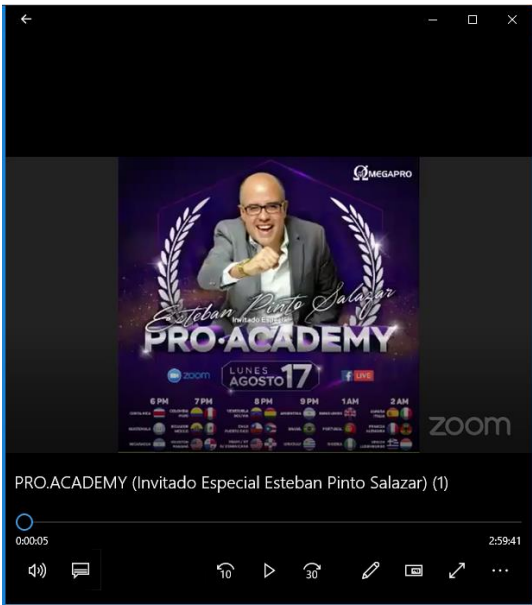 MEGAPRO
Esteban Pinto Salazar
Invitado Especial
PRO·ACADEMY
zoom
LUNES
AGOSTO 17
f LIVE
6 PM 7 PM 8 PM 9 PM 1 AM 2 AM
zoom
PRO.ACADEMY (Invitado Especial Esteban Pinto Salazar) (1)
0:00:05 2:59:41
10 30